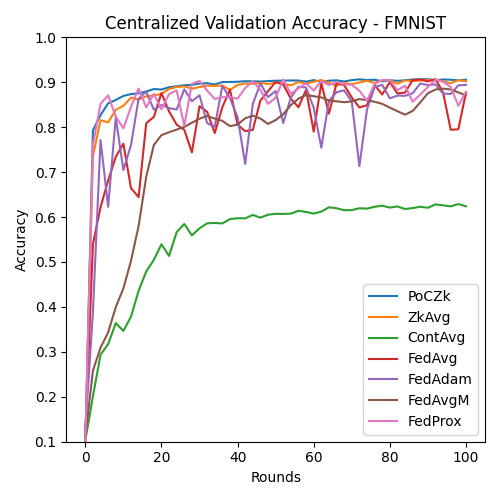 Centralized Validation Accuracy - FMNIST
1.0
0.9
0.8
0.7
0.6
0.5
0.4
0.3
0.2
0.1
Accuracy
0 20 40 60 80 100
Rounds
PoCZk
ZkAvg
ContAvg
FedAvg
FedAdam
FedAvgM
FedProx